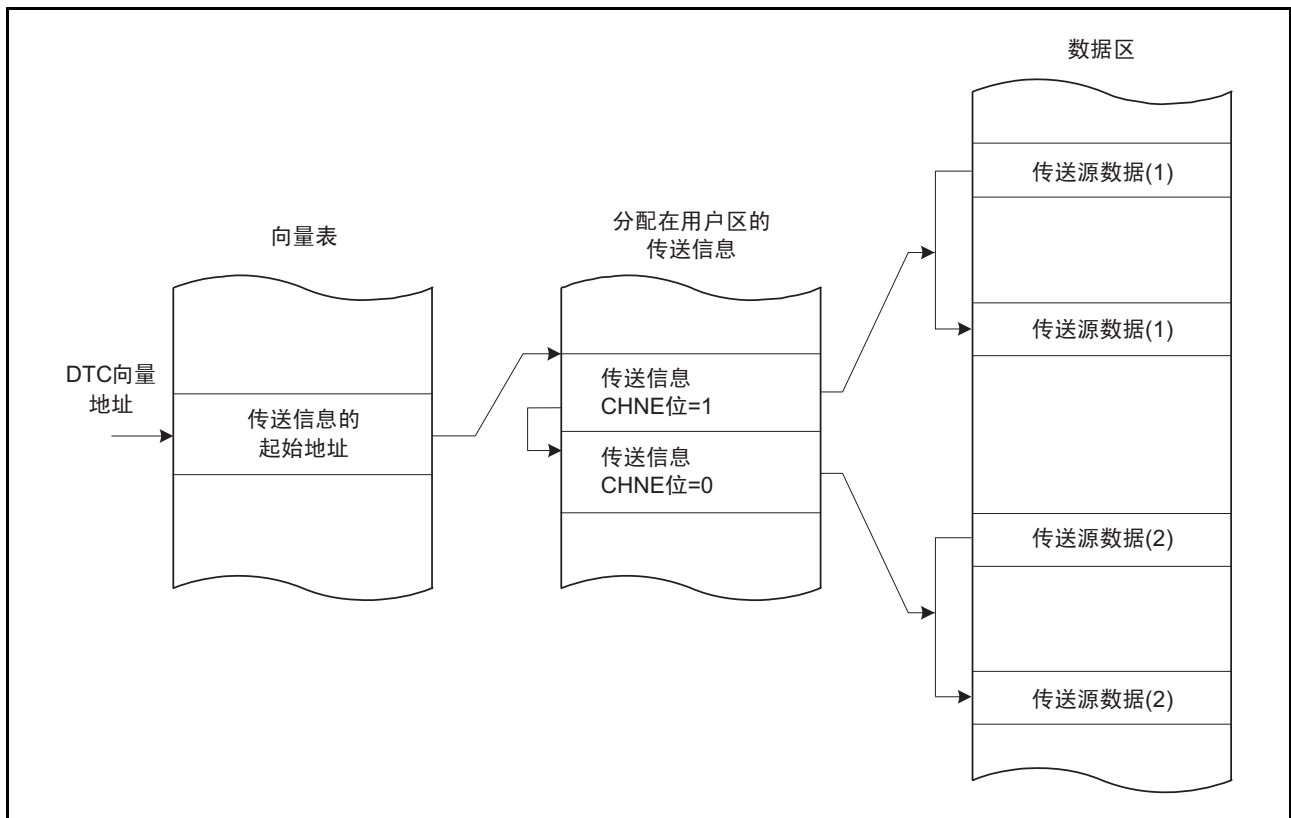 数据区
传送源数据(1)
向量表
分配在用户区的
传送信息
传送源数据(1)
DTC向量
地址
传送信息的
起始地址
传送信息
CHNE位=1
传送信息
CHNE位=0
传送源数据(2)
传送源数据(2)